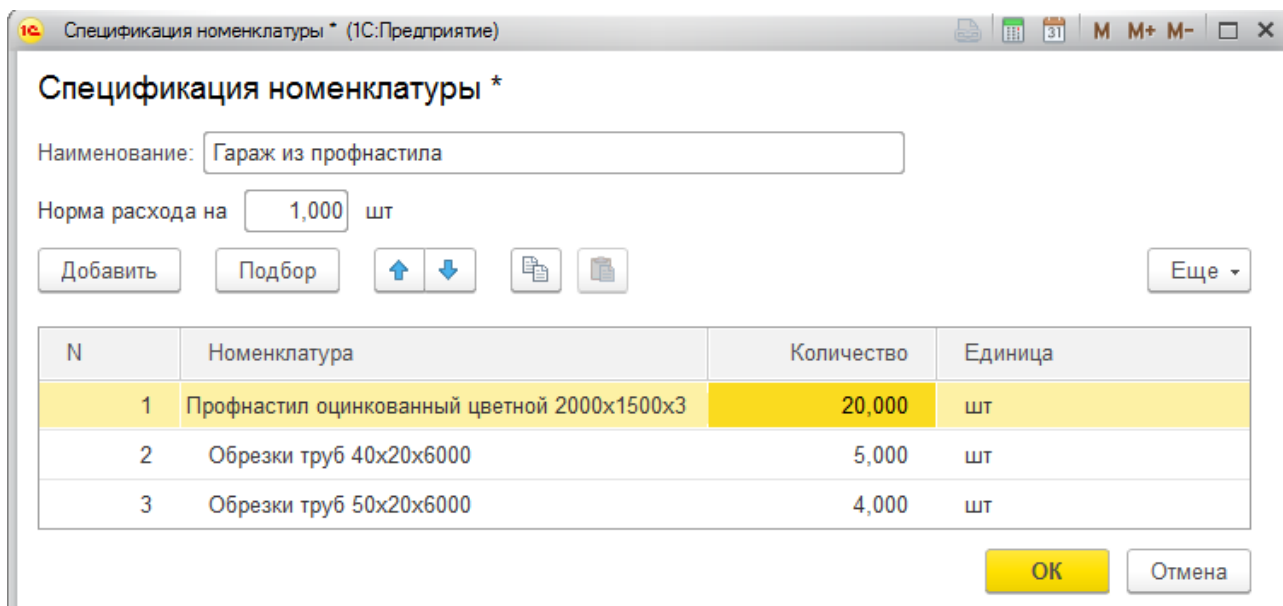 1С Спецификация номенклатуры * (1С:Предприятие) 31 M M+ M-
Спецификация номенклатуры *
Наименование: Гараж из профнастила
Норма расхода на 1,000 шт
Добавить Подбор Еще
N Номенклатура Количество Единица
1 Профнастил оцинкованный цветной 2000х1500х3 20,000 шт
2 Обрезки труб 40х20х6000 5,000 шт
3 Обрезки труб 50х20х6000 4,000 шт
ОК Отмена